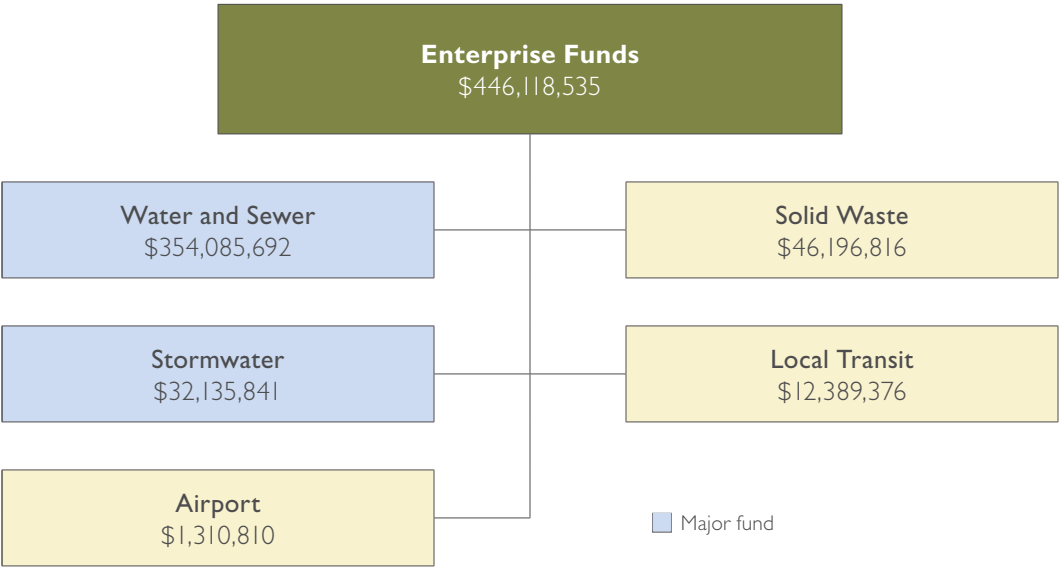 Enterprise Funds
$446,118,535
Water and Sewer
$354,085,692
Solid Waste
$46,196,816
Stormwater
$32,135,841
Local Transit
$12,389,376
Airport
$1,310,810
Major fund